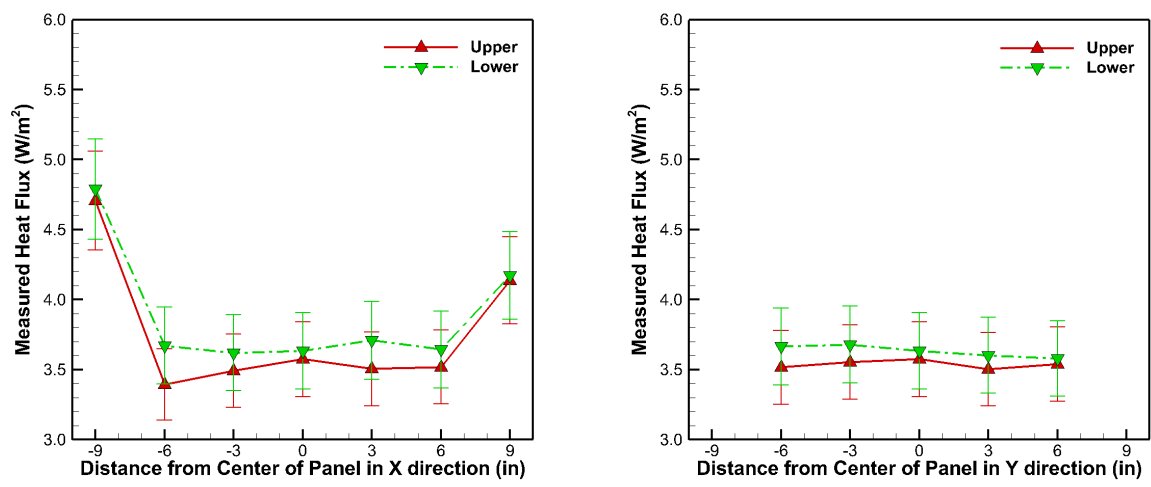 6.0
5.5
5.0
4.5
4.0
3.5
3.0
Measured Heat Flux (W/m²)
Upper
Lower
-9 -6 -3 0 3 6 9
Distance from Center of Panel in X direction (in)
6.0
5.5
5.0
4.5
4.0
3.5
3.0
Measured Heat Flux (W/m²)
Upper
Lower
-9 -6 -3 0 3 6 9
Distance from Center of Panel in Y direction (in)